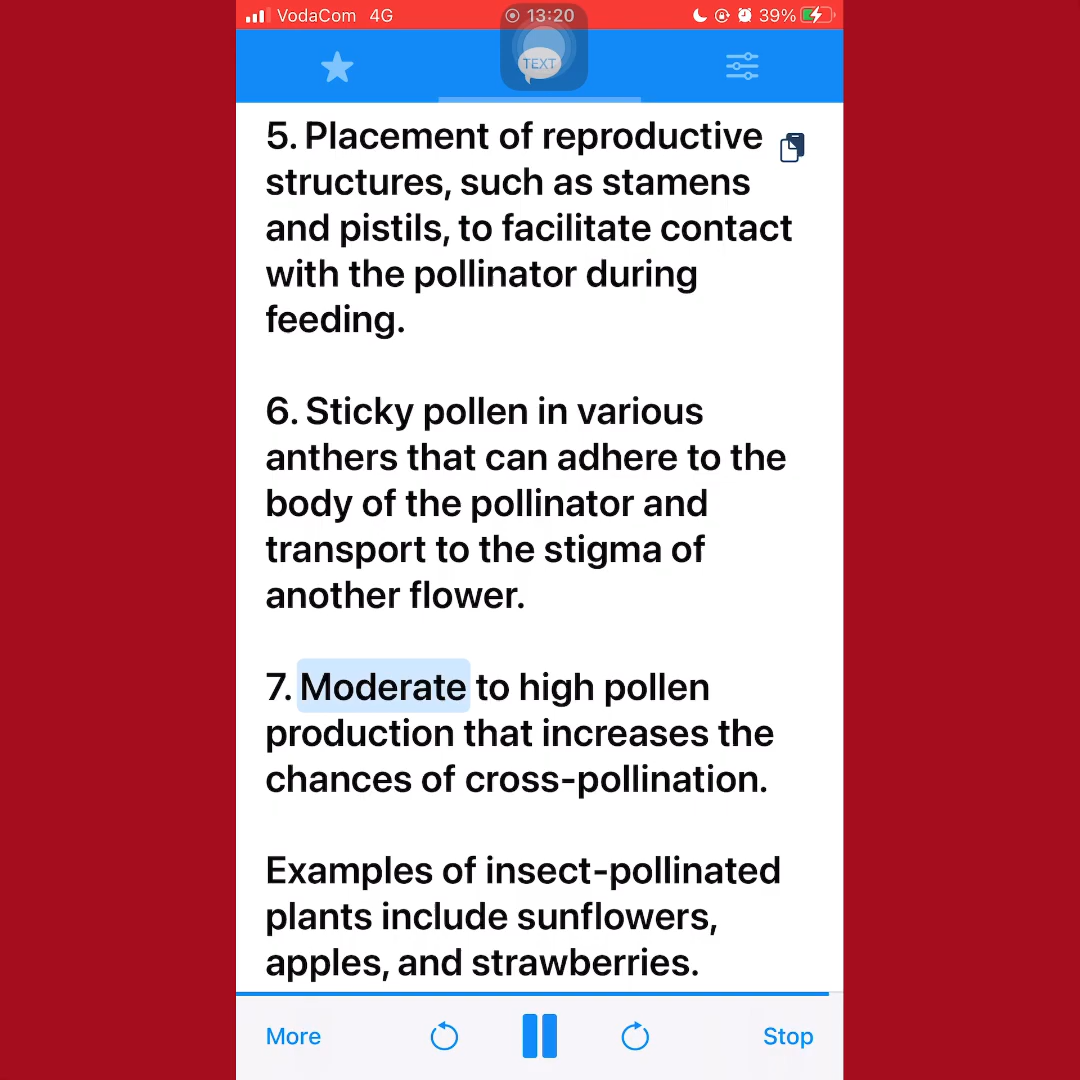 VodaCom 4G 13:20 39%
TEXT
5. Placement of reproductive
structures, such as stamens
and pistils, to facilitate contact
with the pollinator during
feeding.
6. Sticky pollen in various
anthers that can adhere to the
body of the pollinator and
transport to the stigma of
another flower.
7. Moderate to high pollen
production that increases the
chances of cross-pollination.
Examples of insect-pollinated
plants include sunflowers,
apples, and strawberries.
More Stop